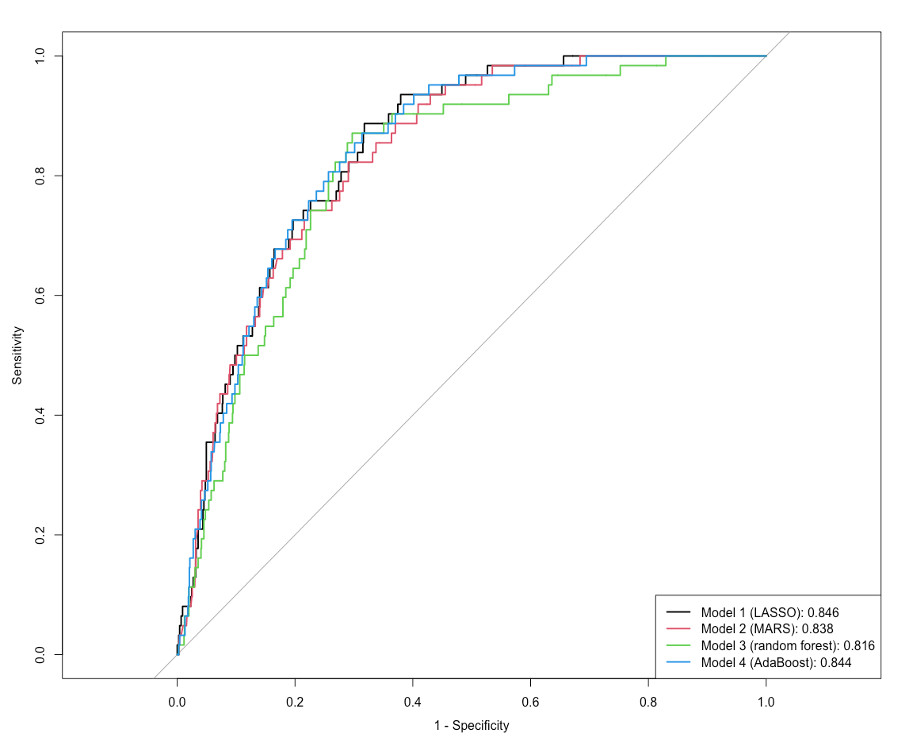 1.0
0.8
0.6
0.4
0.2
0.0
Sensitivity
Model 1 (LASSO): 0.846
Model 2 (MARS): 0.838
Model 3 (random forest): 0.816
Model 4 (AdaBoost): 0.844
0.0 0.2 0.4 0.6 0.8 1.0
1 - Specificity